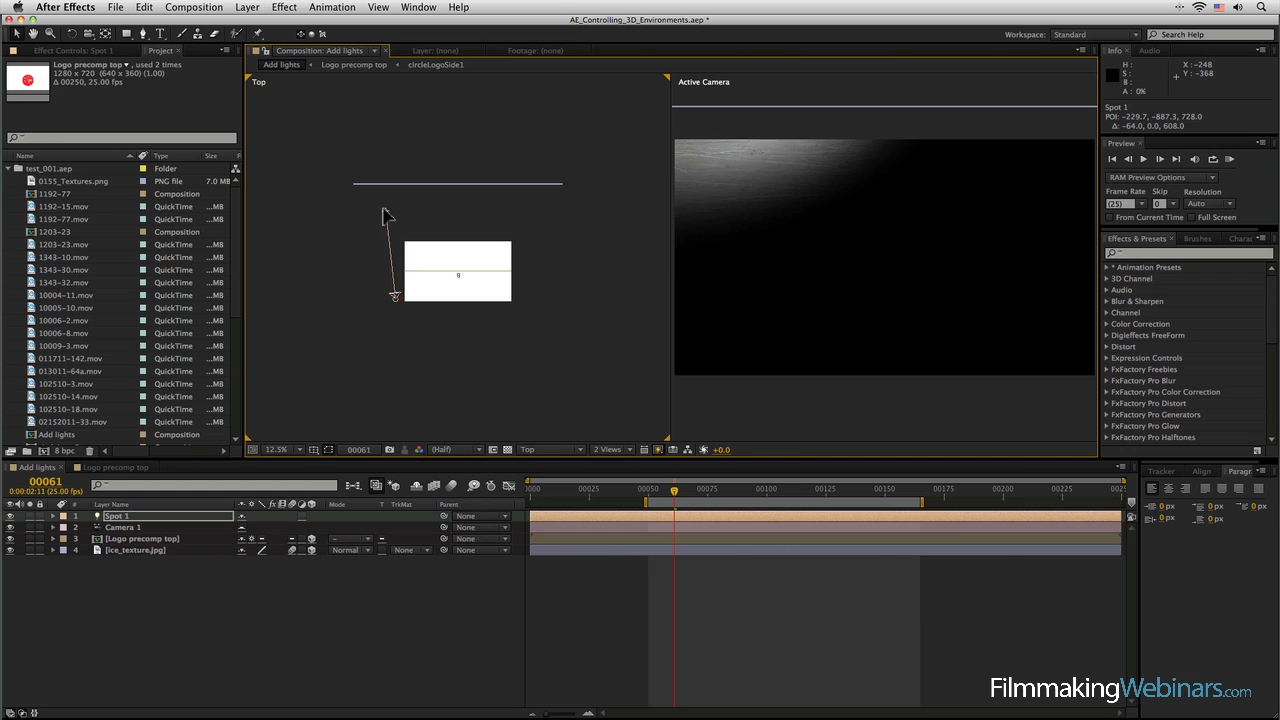 After Effects File Edit Composition Layer Effect Animation View Window Help
AE_Controlling_3D_Environments.aep *
Workspace: Standard Search Help
Effect Controls: Spot 1 Project
Composition: Add lights Layer: (none) Footage: (none)
Info Audio
Logo precomp top , used 2 times
1280 x 720 (640 x 360) (1.00)
Δ 00250, 25.00 fps
Add lights Logo precomp top circleLogoSide1
Top Active Camera
H: X: -248
S: Y: -368
B:
A: 0%
Spot 1
POI: -229.7, -887.3, 728.0
Δ: -64.0, 0.0, 608.0
Preview
RAM Preview Options
Frame Rate Skip Resolution
(25) 0 Auto
From Current Time Full Screen
Effects & Presets Brushes
* Animation Presets
3D Channel
Audio
Blur & Sharpen
Channel
Color Correction
Digieffects FreeForm
Distort
Expression Controls
FxFactory Freebies
FxFactory Pro Blur
FxFactory Pro Color Correction
FxFactory Pro Distort
FxFactory Pro Generators
FxFactory Pro Glow
FxFactory Pro Halftones
Name Type Size
test_001.aep Folder
0155_Textures.png PNG file 7.0 MB
1192-77 Composition
1192-15.mov QuickTime ...MB
1192-77.mov QuickTime ...MB
1203-23 Composition
1203-23.mov QuickTime ...MB
1343-10.mov QuickTime ...MB
1343-30.mov QuickTime ...MB
1343-32.mov QuickTime ...MB
10004-11.mov QuickTime ...MB
10005-10.mov QuickTime ...MB
10006-2.mov QuickTime ...MB
10006-8.mov QuickTime ...MB
10009-3.mov QuickTime ...MB
011711-142.mov QuickTime ...MB
013011-64a.mov QuickTime ...MB
102510-3.mov QuickTime ...MB
102510-14.mov QuickTime ...MB
102510-18.mov QuickTime ...MB
02152011-33.mov QuickTime ...MB
Add lights Composition
8 bpc
12.5% 00061 (Half) Top 2 Views +0.0
Add lights Logo precomp top
00061
0:00:02:11 (25.00 fps)
0000 00025 00050 00075 00100 00125 00150 00175 00200 00225 0025
# Layer Name Mode T TrkMat Parent
1 Spot 1 None
2 Camera 1 None
3 [Logo precomp top] - None
4 [ice_texture.jpg] Normal None None
Tracker Align Paragr
0 px 0 px 0 px
0 px 0 px
FilmmakingWebinars.com